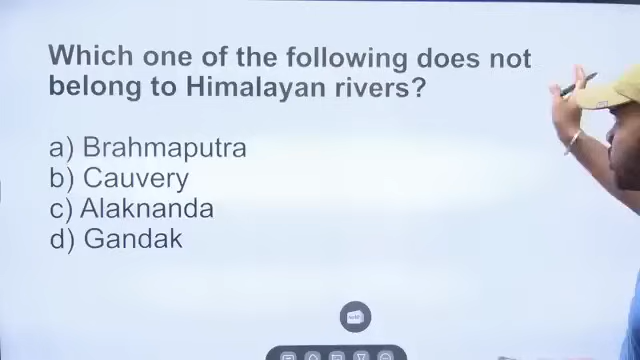 Which one of the following does not
belong to Himalayan rivers?
a) Brahmaputra
b) Cauvery
c) Alaknanda
d) Gandak